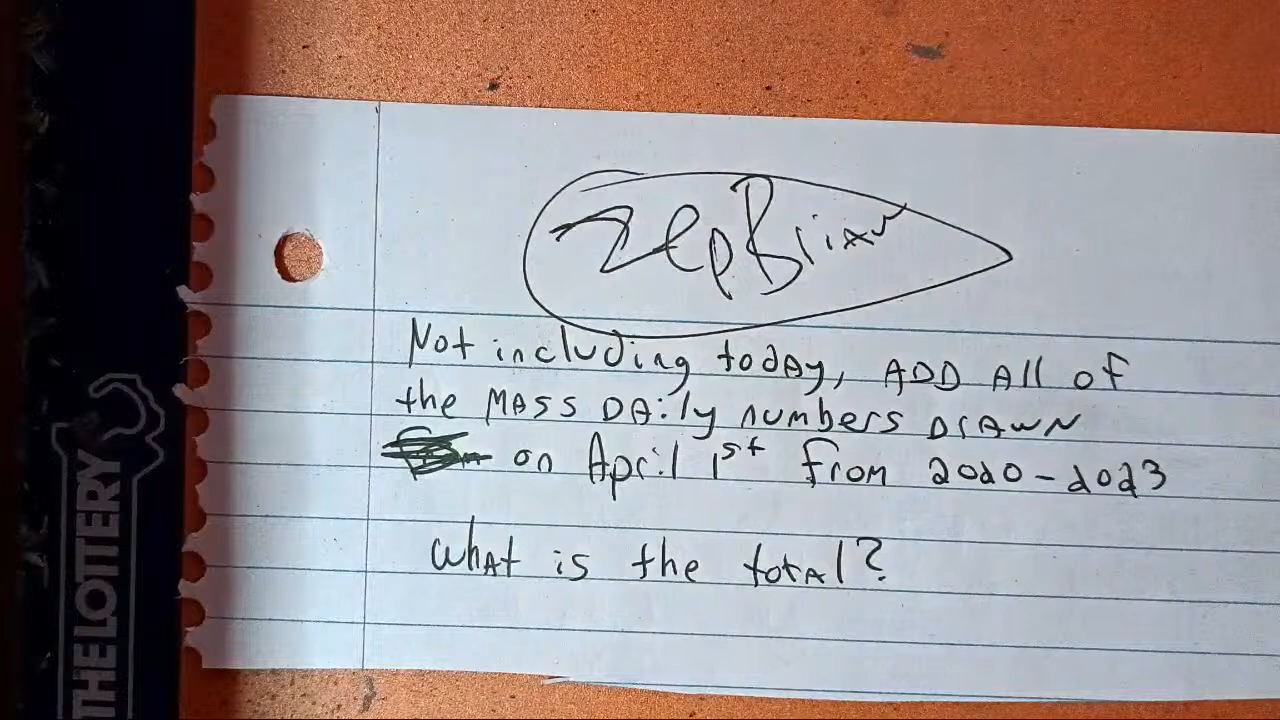 ZepBrian
Not including today, ADD All of
the MASS DAily numbers DrAwN
on April 1st from 2020-2023
WhAt is the totAl?
THE LOTTERY